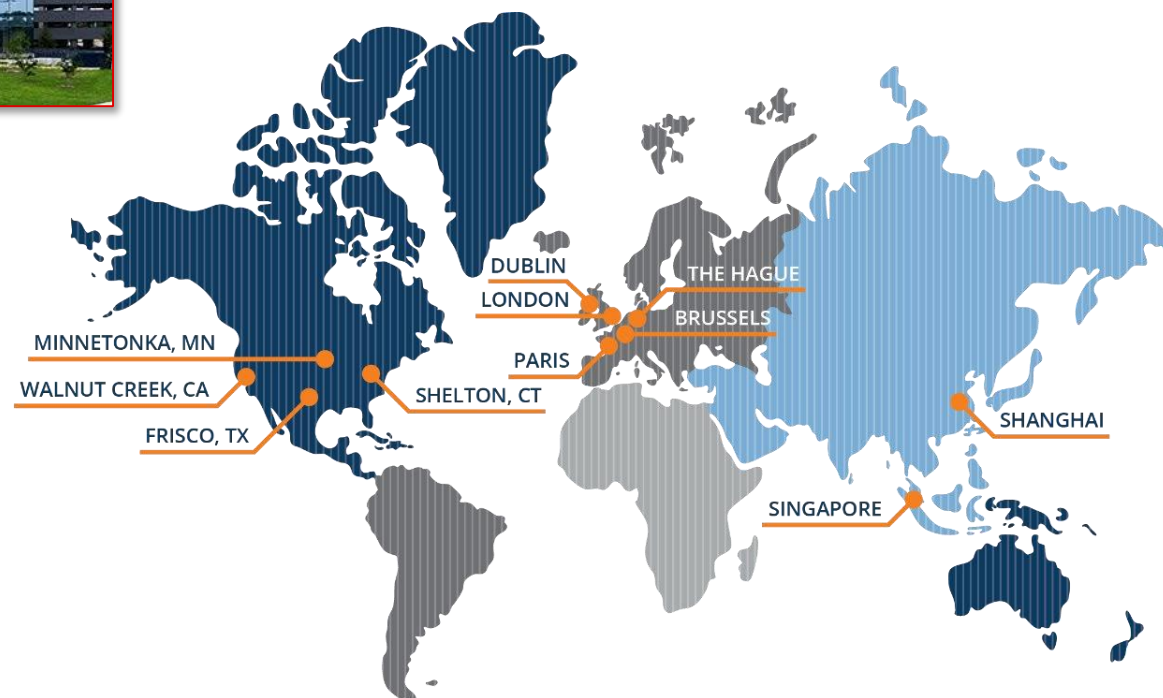 DUBLIN
THE HAGUE
LONDON
BRUSSELS
MINNETONKA, MN
PARIS
WALNUT CREEK, CA
SHELTON, CT
SHANGHAI
FRISCO, TX
SINGAPORE